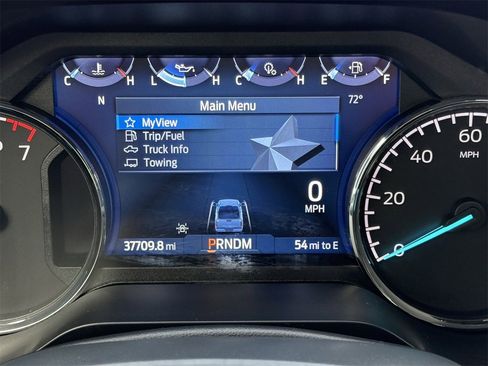 C H L H C H E F
N Main Menu 72°
MyView
Trip/Fuel
Truck Info
Towing
0
MPH
37709.8 mi PRNDM 54 mi to E
7
60
MPH
40
20
0